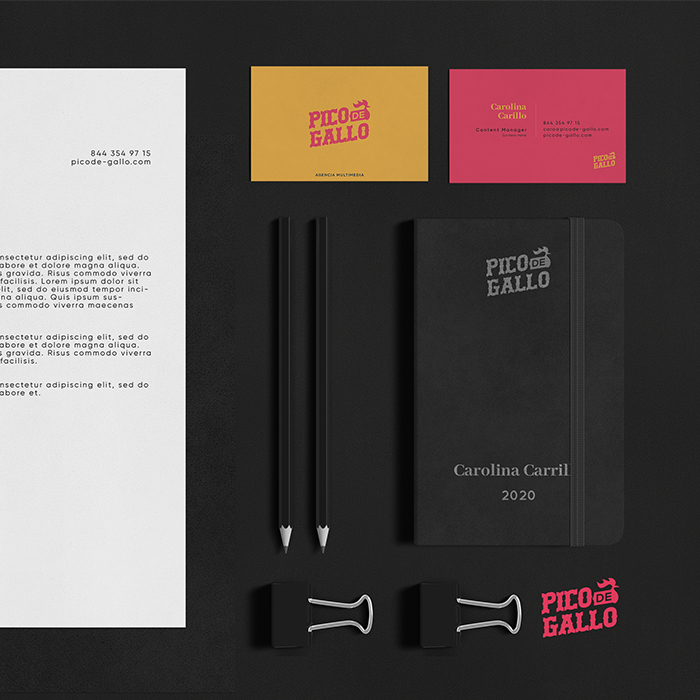 844 354 97 15
picode-gallo.com
nsectetur adipiscing elit, sed do
abore et dolore magna aliqua.
s gravida. Risus commodo viverra
facilisis. Lorem ipsum dolor sit
elit, sed do eiusmod tempor inci-
na aliqua. Quis ipsum sus-
s commodo viverra maecenas
nsectetur adipiscing elit, sed do
abore et dolore magna aliqua.
s gravida. Risus commodo viverra
facilisis.
nsectetur adipiscing elit, sed do
abore et.
PICO DE
GALLO
AGENCIA MULTIMEDIA
Carolina
Carillo
Content Manager
844 354 97 15
picode-gallo.com
PICO DE
GALLO
PICO DE
GALLO
Carolina Carril
2020
PICO DE
GALLO